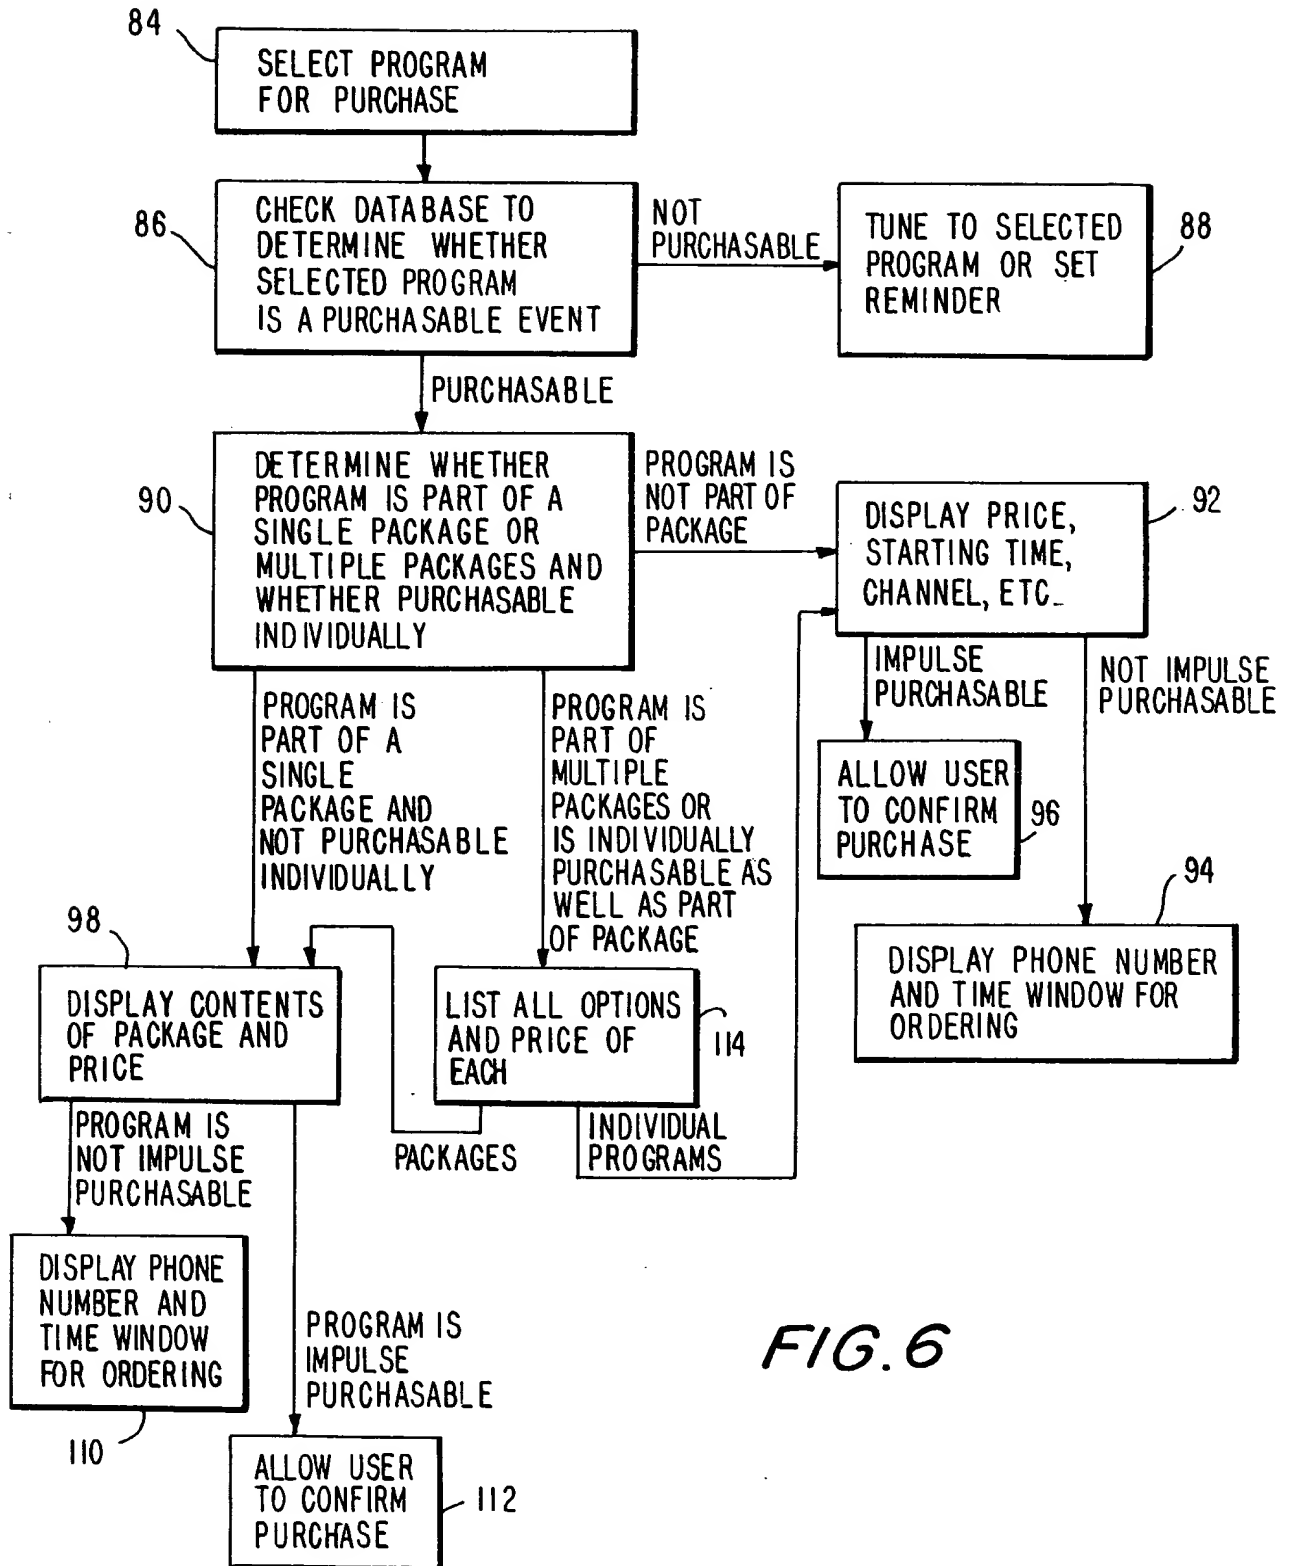 84
SELECT PROGRAM
FOR PURCHASE
86
CHECK DATABASE TO
DETERMINE WHETHER
SELECTED PROGRAM
IS A PURCHASABLE EVENT
NOT
PURCHASABLE
TUNE TO SELECTED
PROGRAM OR SET
REMINDER
88
PURCHASABLE
90
DETERMINE WHETHER
PROGRAM IS PART OF A
SINGLE PACKAGE OR
MULTIPLE PACKAGES AND
WHETHER PURCHASABLE
INDIVIDUALLY
PROGRAM IS
NOT PART OF
PACKAGE
DISPLAY PRICE,
STARTING TIME,
CHANNEL, ETC.
92
IMPULSE
PURCHASABLE
NOT IMPULSE
PURCHASABLE
ALLOW USER
TO CONFIRM
PURCHASE
96
94
DISPLAY PHONE NUMBER
AND TIME WINDOW FOR
ORDERING
PROGRAM IS
PART OF A
SINGLE
PACKAGE AND
NOT PURCHASABLE
INDIVIDUALLY
PROGRAM IS
PART OF
MULTIPLE
PACKAGES OR
IS INDIVIDUALLY
PURCHASABLE AS
WELL AS PART
OF PACKAGE
98
DISPLAY CONTENTS
OF PACKAGE AND
PRICE
LIST ALL OPTIONS
AND PRICE OF
EACH
114
PACKAGES
INDIVIDUAL
PROGRAMS
PROGRAM IS
NOT IMPULSE
PURCHASABLE
DISPLAY PHONE
NUMBER AND
TIME WINDOW
FOR ORDERING
110
PROGRAM IS
IMPULSE
PURCHASABLE
ALLOW USER
TO CONFIRM
PURCHASE
112
FIG. 6